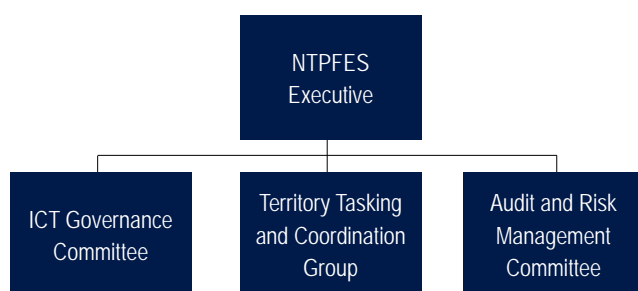 NTPFES
Executive
ICT Governance
Committee
Territory Tasking
and Coordination
Group
Audit and Risk
Management
Committee